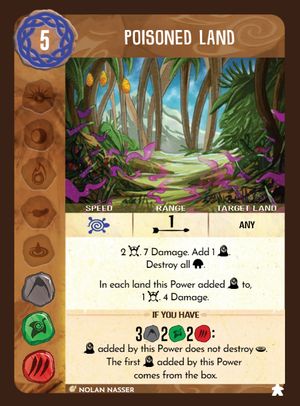 5
POISONED LAND
SPEED RANGE TARGET LAND
1 ANY
2 . 7 Damage. Add 1 .
Destroy all .
In each land this Power added to,
1 . 4 Damage.
IF YOU HAVE
3 2 2 :
added by this Power does not destroy .
The first added by this Power
comes from the box.
NOLAN NASSER